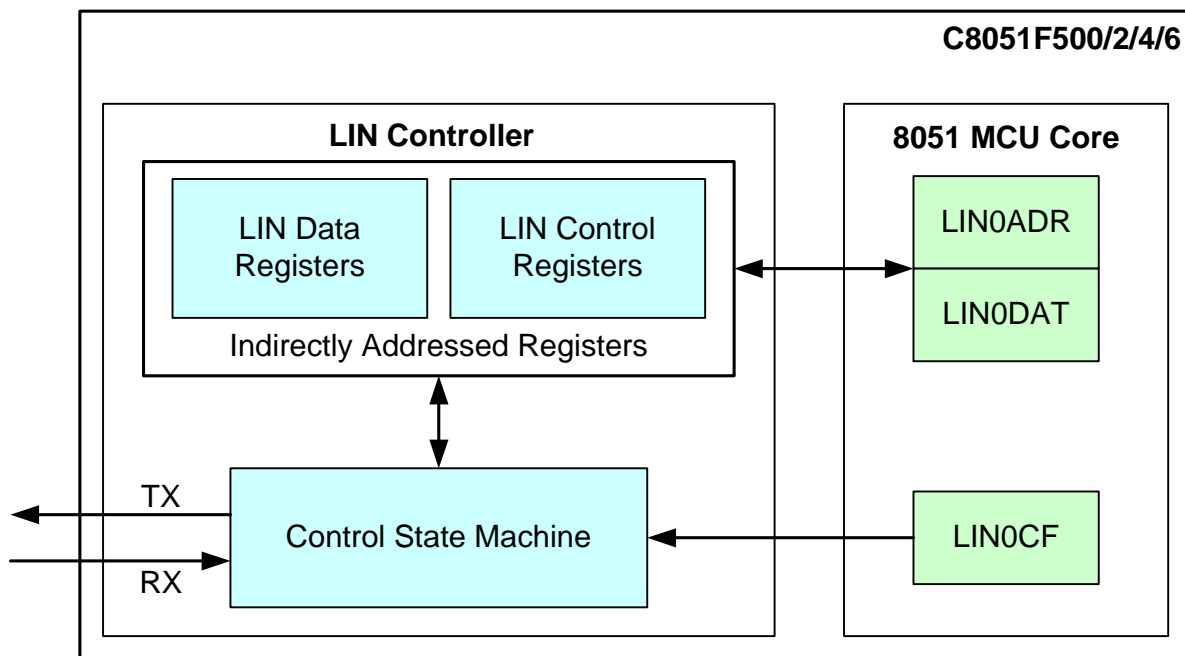 C8051F500/2/4/6
LIN Controller
8051 MCU Core
LIN Data
Registers
LIN Control
Registers
Indirectly Addressed Registers
LIN0ADR
LIN0DAT
TX
RX
Control State Machine
LIN0CF